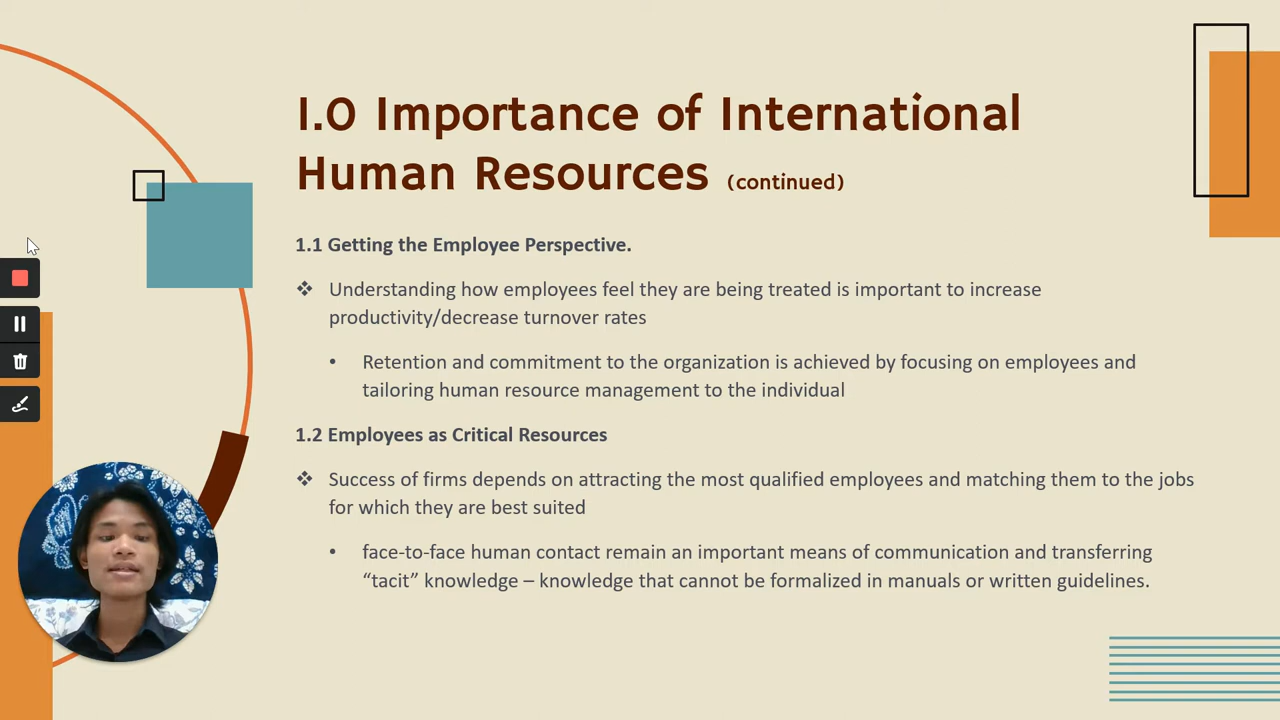 1.0 Importance of International
Human Resources (continued)
1.1 Getting the Employee Perspective.
❖ Understanding how employees feel they are being treated is important to increase
productivity/decrease turnover rates
• Retention and commitment to the organization is achieved by focusing on employees and
tailoring human resource management to the individual
1.2 Employees as Critical Resources
❖ Success of firms depends on attracting the most qualified employees and matching them to the jobs
for which they are best suited
• face-to-face human contact remain an important means of communication and transferring
“tacit” knowledge – knowledge that cannot be formalized in manuals or written guidelines.